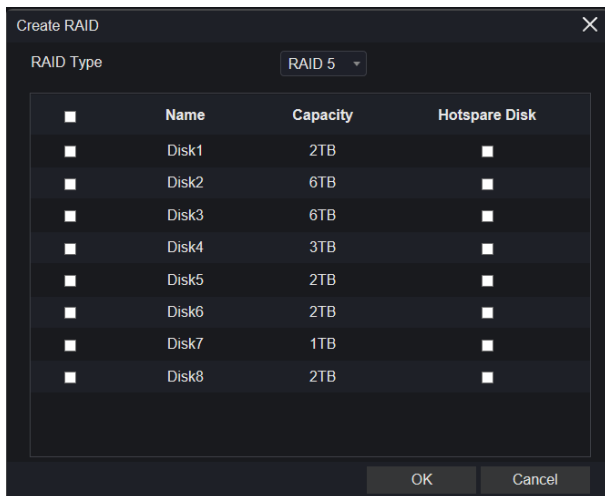 Create RAID
RAID Type RAID 5
Name Capacity Hotspare Disk
Disk1 2TB
Disk2 6TB
Disk3 6TB
Disk4 3TB
Disk5 2TB
Disk6 2TB
Disk7 1TB
Disk8 2TB
OK Cancel